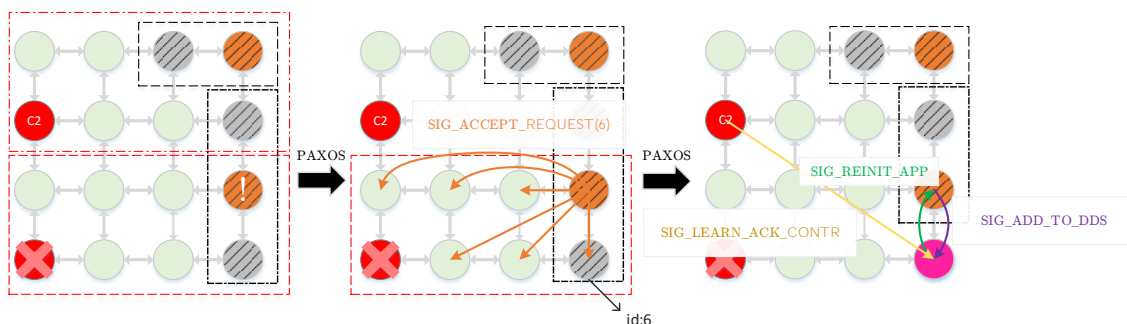 C2
!
PAXOS
C2
SIG_ACCEPT_REQUEST(6)
id:6
PAXOS
C2
SIG_REINIT_APP
SIG_LEARN_ACK_CONTR
SIG_ADD_TO_DDS